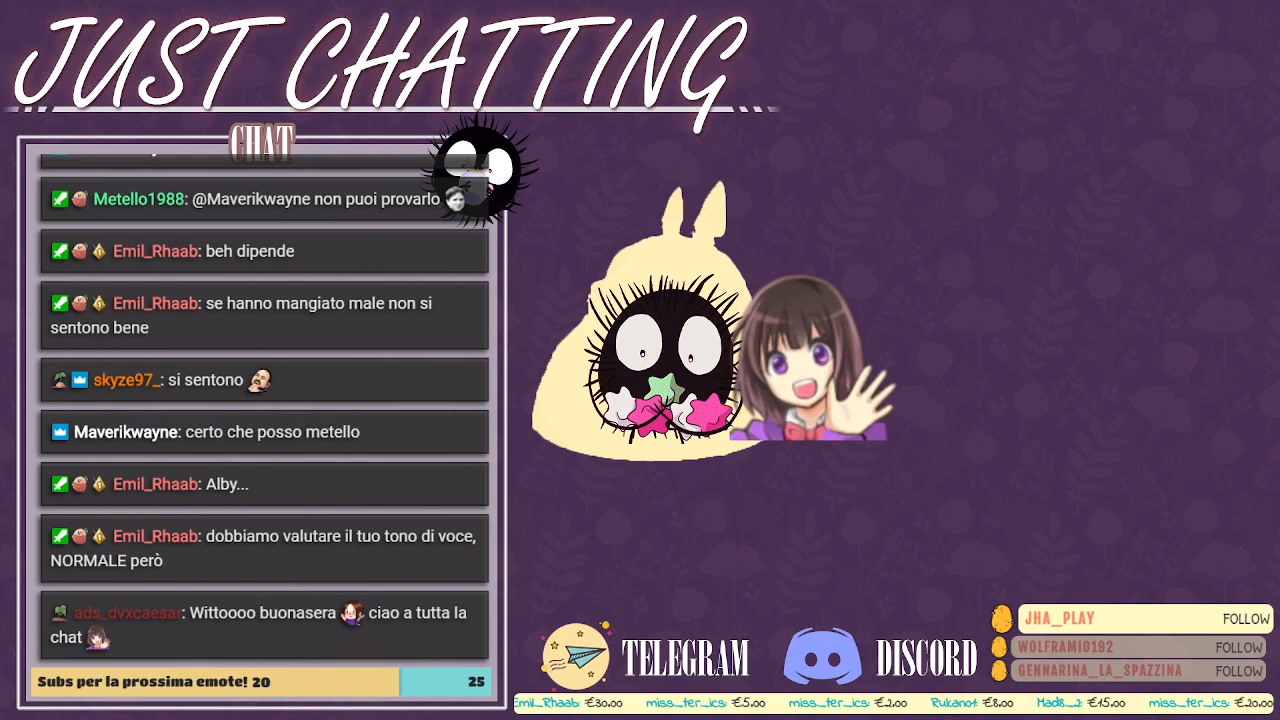 JUST CHATTING
CHAT
Metello1988: @Maverikwayne non puoi provarlo
Emil_Rhaab: beh dipende
Emil_Rhaab: se hanno mangiato male non si
sentono bene
skyze97_: si sentono
Maverikwayne: certo che posso metello
Emil_Rhaab: Alby...
Emil_Rhaab: dobbiamo valutare il tuo tono di voce,
NORMALE però
ads_dvxcaesar: Wittoooo buonasera ciao a tutta la
chat
Subs per la prossima emote! 20 25
TELEGRAM DISCORD
JHA_PLAY FOLLOW
WOLFRAMIO192 FOLLOW
GENNARINA_LA_SPAZZINA FOLLOW
Emil_Rhaab: €30.00 miss_ter_ics: €5.00 miss_ter_ics: €2.00 Rukano1: €8.00 Mad8_2: €15.00 miss_ter_ics: €20.00